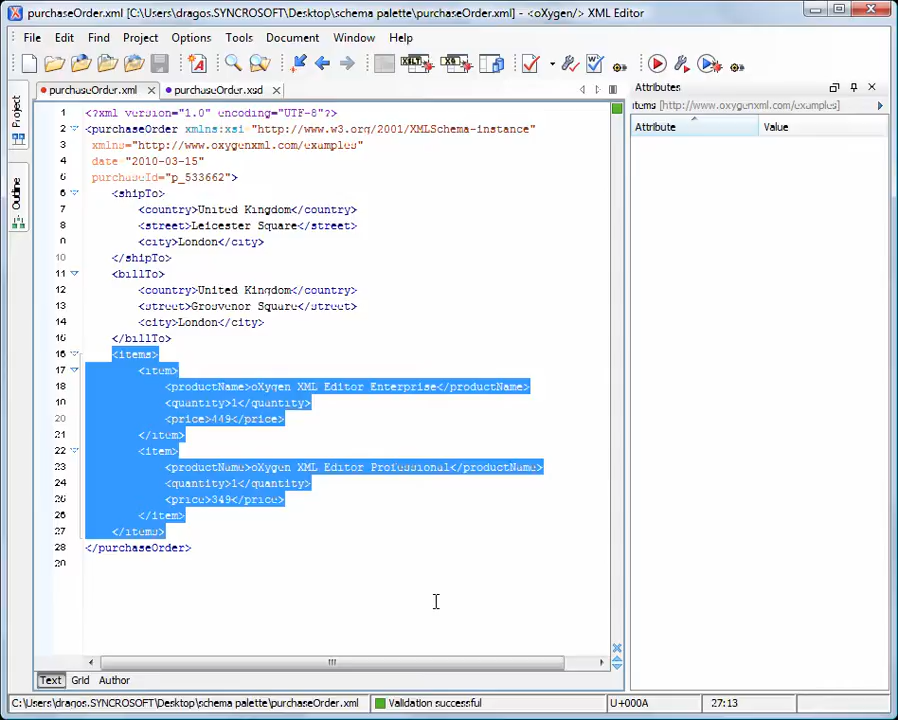 purchaseOrder.xml [C:\Users\dragos.SYNCROSOFT\Desktop\schema palette\purchaseOrder.xml] - <oXygen/> XML Editor
File Edit Find Project Options Tools Document Window Help
purchaseOrder.xml purchaseOrder.xsd
Project
Outline
1 <?xml version="1.0" encoding="UTF-8"?>
2 <purchaseOrder xmlns:xsi="http://www.w3.org/2001/XMLSchema-instance"
3 xmlns="http://www.oxygenxml.com/examples"
4 date="2010-03-15"
5 purchaseId="p_533662">
6 <shipTo>
7 <country>United Kingdom</country>
8 <street>Leicester Square</street>
9 <city>London</city>
10 </shipTo>
11 <billTo>
12 <country>United Kingdom</country>
13 <street>Grosvenor Square</street>
14 <city>London</city>
15 </billTo>
16 <items>
17 <item>
18 <productName>oXygen XML Editor Enterprise</productName>
19 <quantity>1</quantity>
20 <price>449</price>
21 </item>
22 <item>
23 <productName>oXygen XML Editor Professional</productName>
24 <quantity>1</quantity>
25 <price>349</price>
26 </item>
27 </items>
28 </purchaseOrder>
29
Text Grid Author
Attributes
items [http://www.oxygenxml.com/examples]
Attribute Value
C:\Users\dragos.SYNCROSOFT\Desktop\schema palette\purchaseOrder.xml Validation successful U+000A 27:13